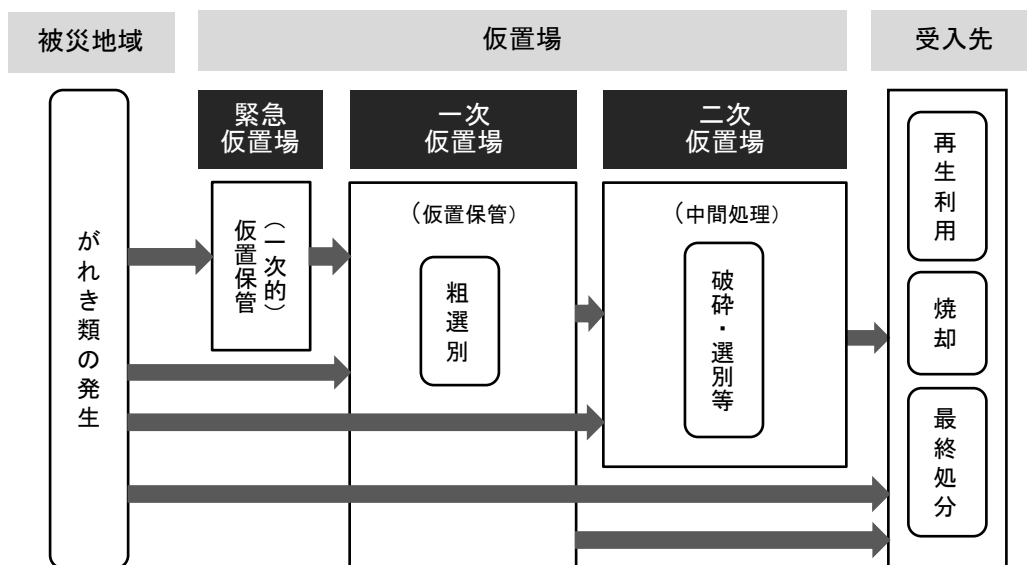 被災地域
仮置場
受入先
緊急
仮置場
一次
仮置場
二次
仮置場
がれき類の発生
（一次的）
仮置保管
（仮置保管）
粗選別
（中間処理）
破砕・選別等
再生利用
焼却
最終処分